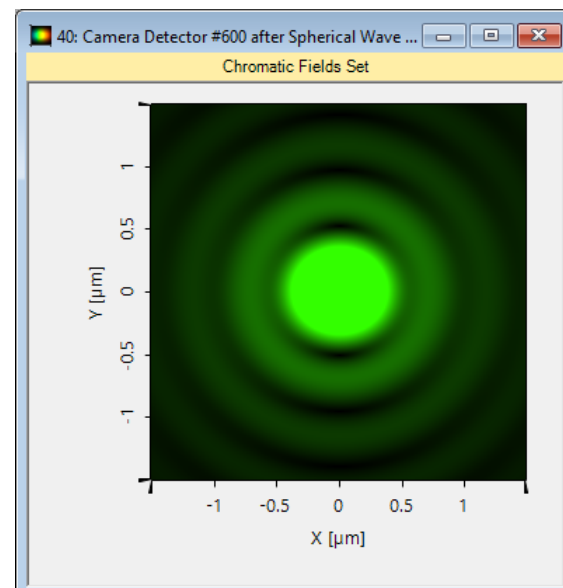 40: Camera Detector #600 after Spherical Wave ...
Chromatic Fields Set
1
0.5
0
-0.5
-1
Y [µm]
-1 -0.5 0 0.5 1
X [µm]